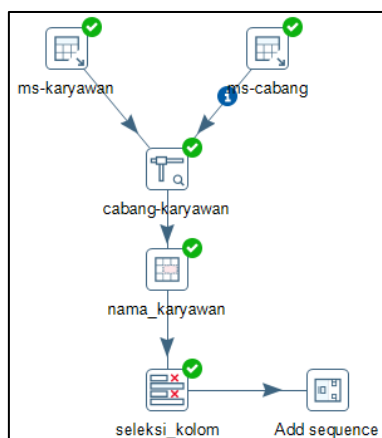 ms-karyawan
ms-cabang
cabang-karyawan
nama_karyawan
seleksi_kolom
Add sequence